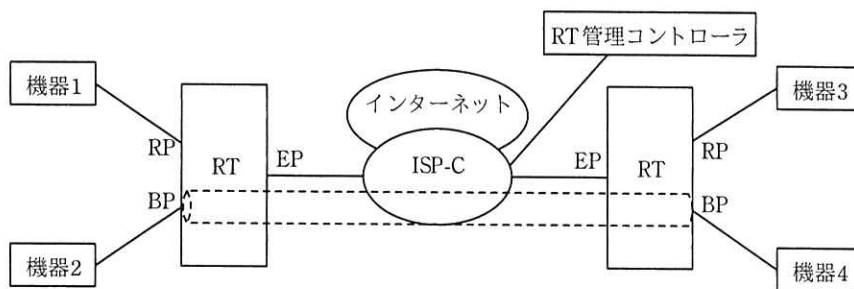 RT管理コントローラ
機器1
インターネット
機器3
RP
RT
EP
ISP-C
EP
RT
RP
BP
BP
機器2
機器4